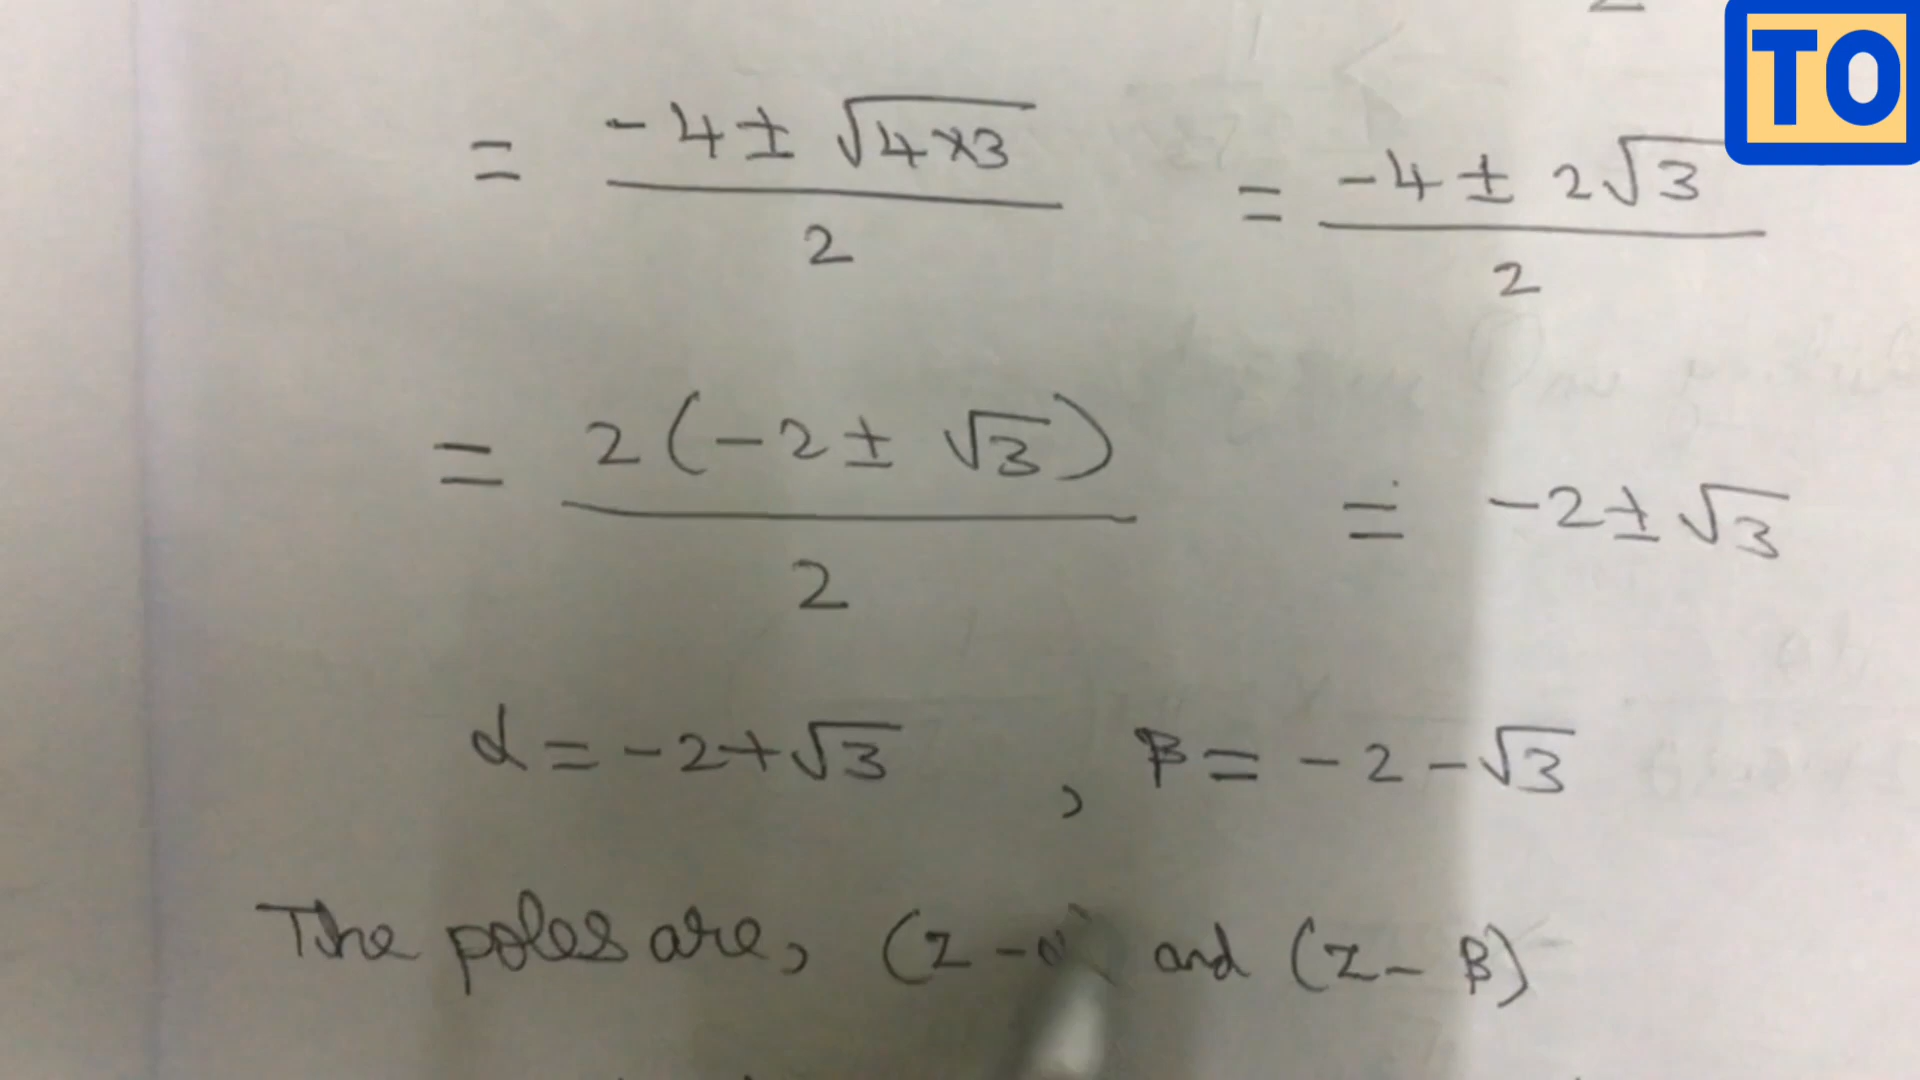 TO
= -4 ± √4×3 / 2 = -4 ± 2√3 / 2
= 2(-2 ± √3) / 2 = -2 ± √3
α = -2+√3 , β = -2-√3
The poles are, (z-α) and (z-β)